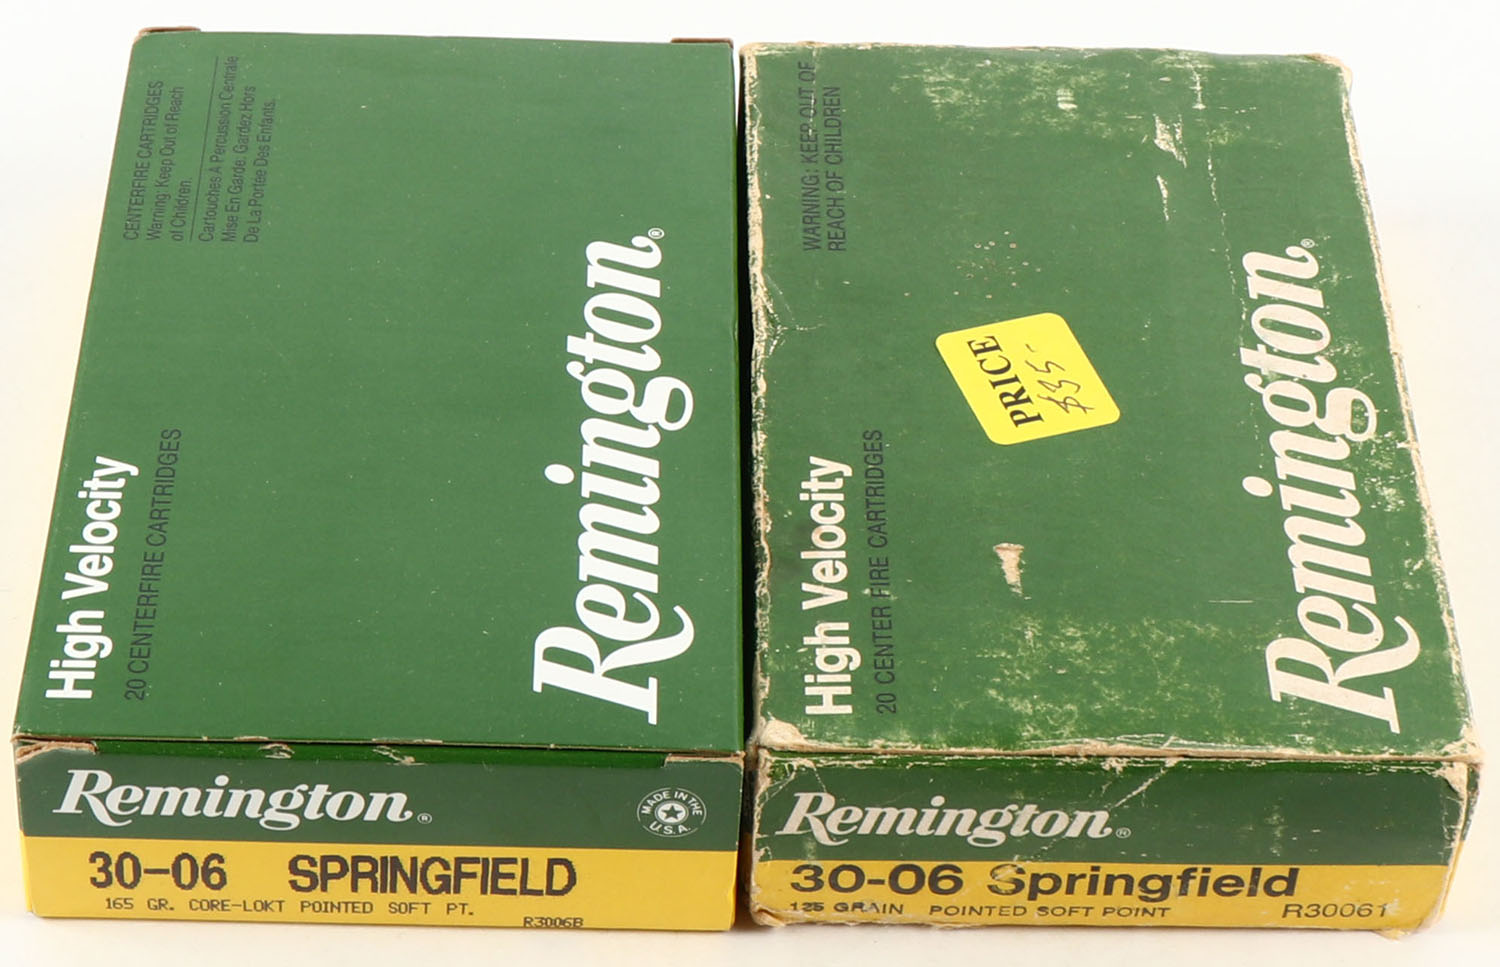 CENTERFIRE CARTRIDGES
Warning: Keep Out of Reach
of Children
Cartouches A Percussion Centrale
Mise En Garde: Gardez Hors
De La Portée Des Enfants.
High Velocity
20 CENTERFIRE CARTRIDGES
Remington®
Remington®
MADE IN THE
U.S.A.
30-06 SPRINGFIELD
165 GR. CORE-LOKT POINTED SOFT PT.
R3006B
WARNING: KEEP OUT OF
REACH OF CHILDREN
PRICE
$35-
High Velocity
20 CENTER FIRE CARTRIDGES
Remington®
Remington®
30-06 Springfield
125 GRAIN POINTED SOFT POINT
R30061